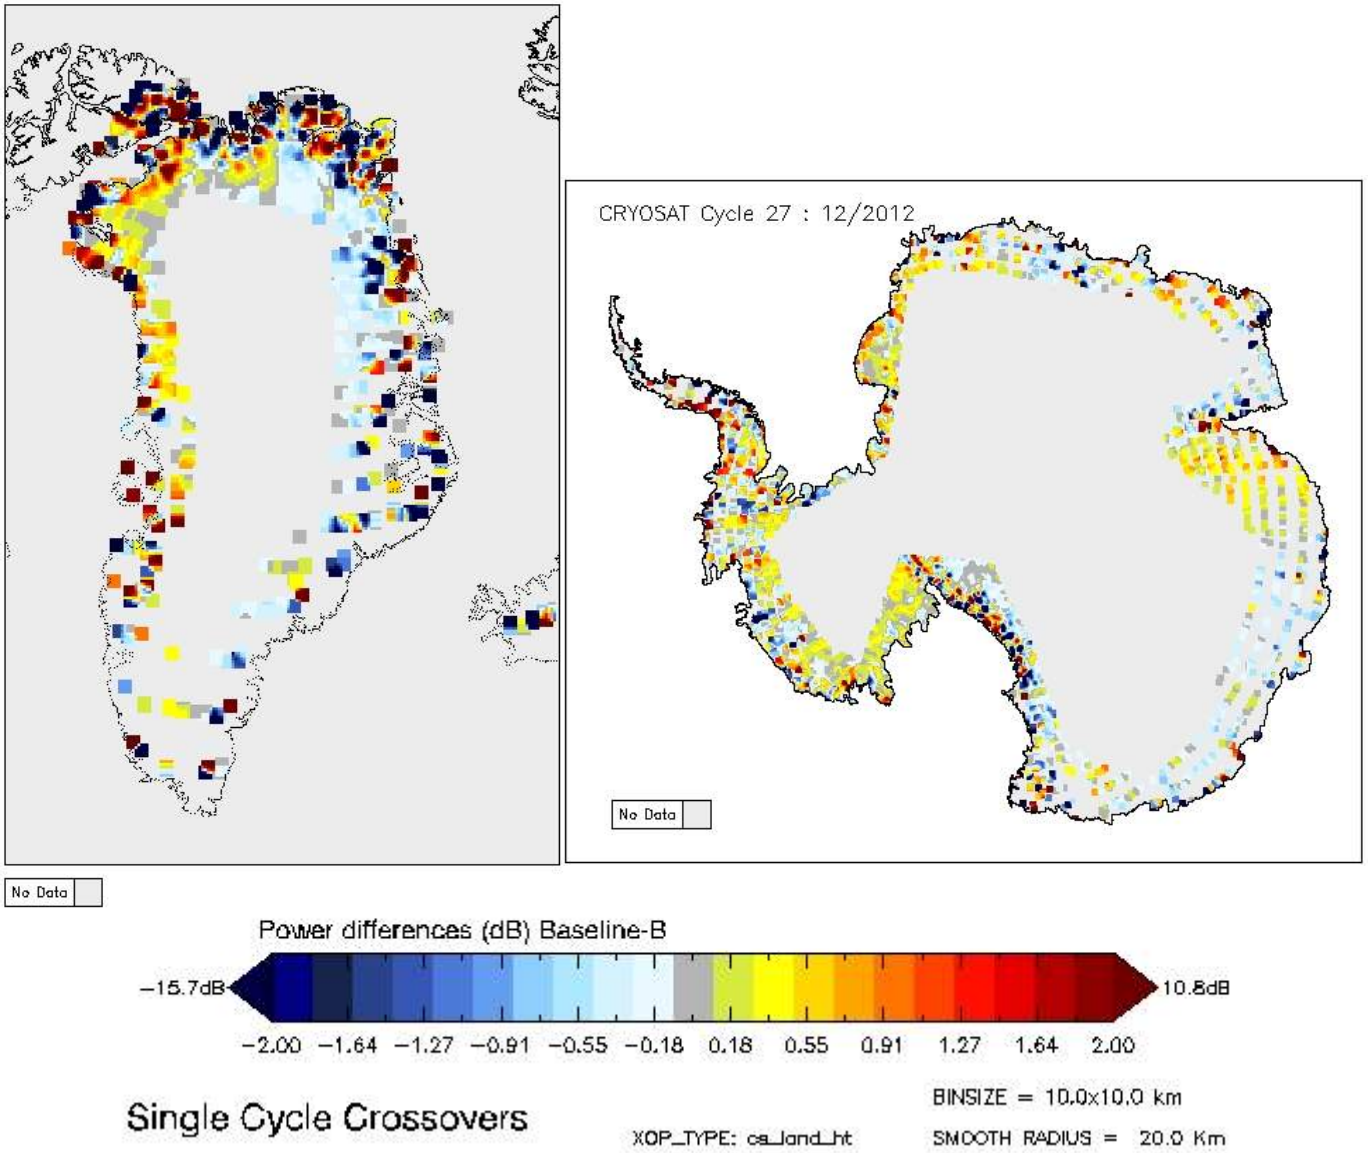 CRYOSAT Cycle 27 : 12/2012
No Data
No Data
Power differences (dB) Baseline-B
-15.7dB
10.8dB
-2.00 -1.64 -1.27 -0.91 -0.55 -0.18 0.18 0.55 0.91 1.27 1.64 2.00
BINSIZE = 10.0x10.0 km
Single Cycle Crossovers
XOP_TYPE: cs_land_ht
SMOOTH RADIUS = 20.0 Km